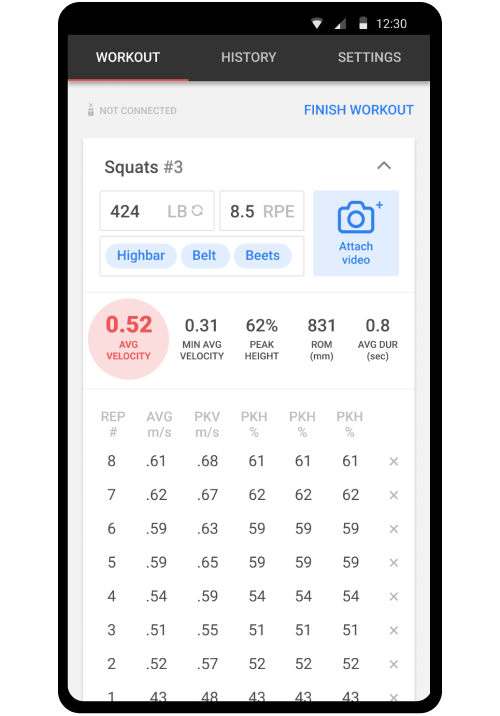 12:30
WORKOUT HISTORY SETTINGS
NOT CONNECTED FINISH WORKOUT
Squats #3
424 LB 8.5 RPE
Attach
video
Highbar Belt Beets
0.52 0.31 62% 831 0.8
AVG MIN AVG PEAK ROM AVG DUR
VELOCITY VELOCITY HEIGHT (mm) (sec)
REP AVG PKV PKH PKH PKH
# m/s m/s % % %
8 .61 .68 61 61 61 ×
7 .62 .67 62 62 62 ×
6 .59 .63 59 59 59 ×
5 .59 .65 59 59 59 ×
4 .54 .59 54 54 54 ×
3 .51 .55 51 51 51 ×
2 .52 .57 52 52 52 ×
1 .43 .48 43 43 43 ×